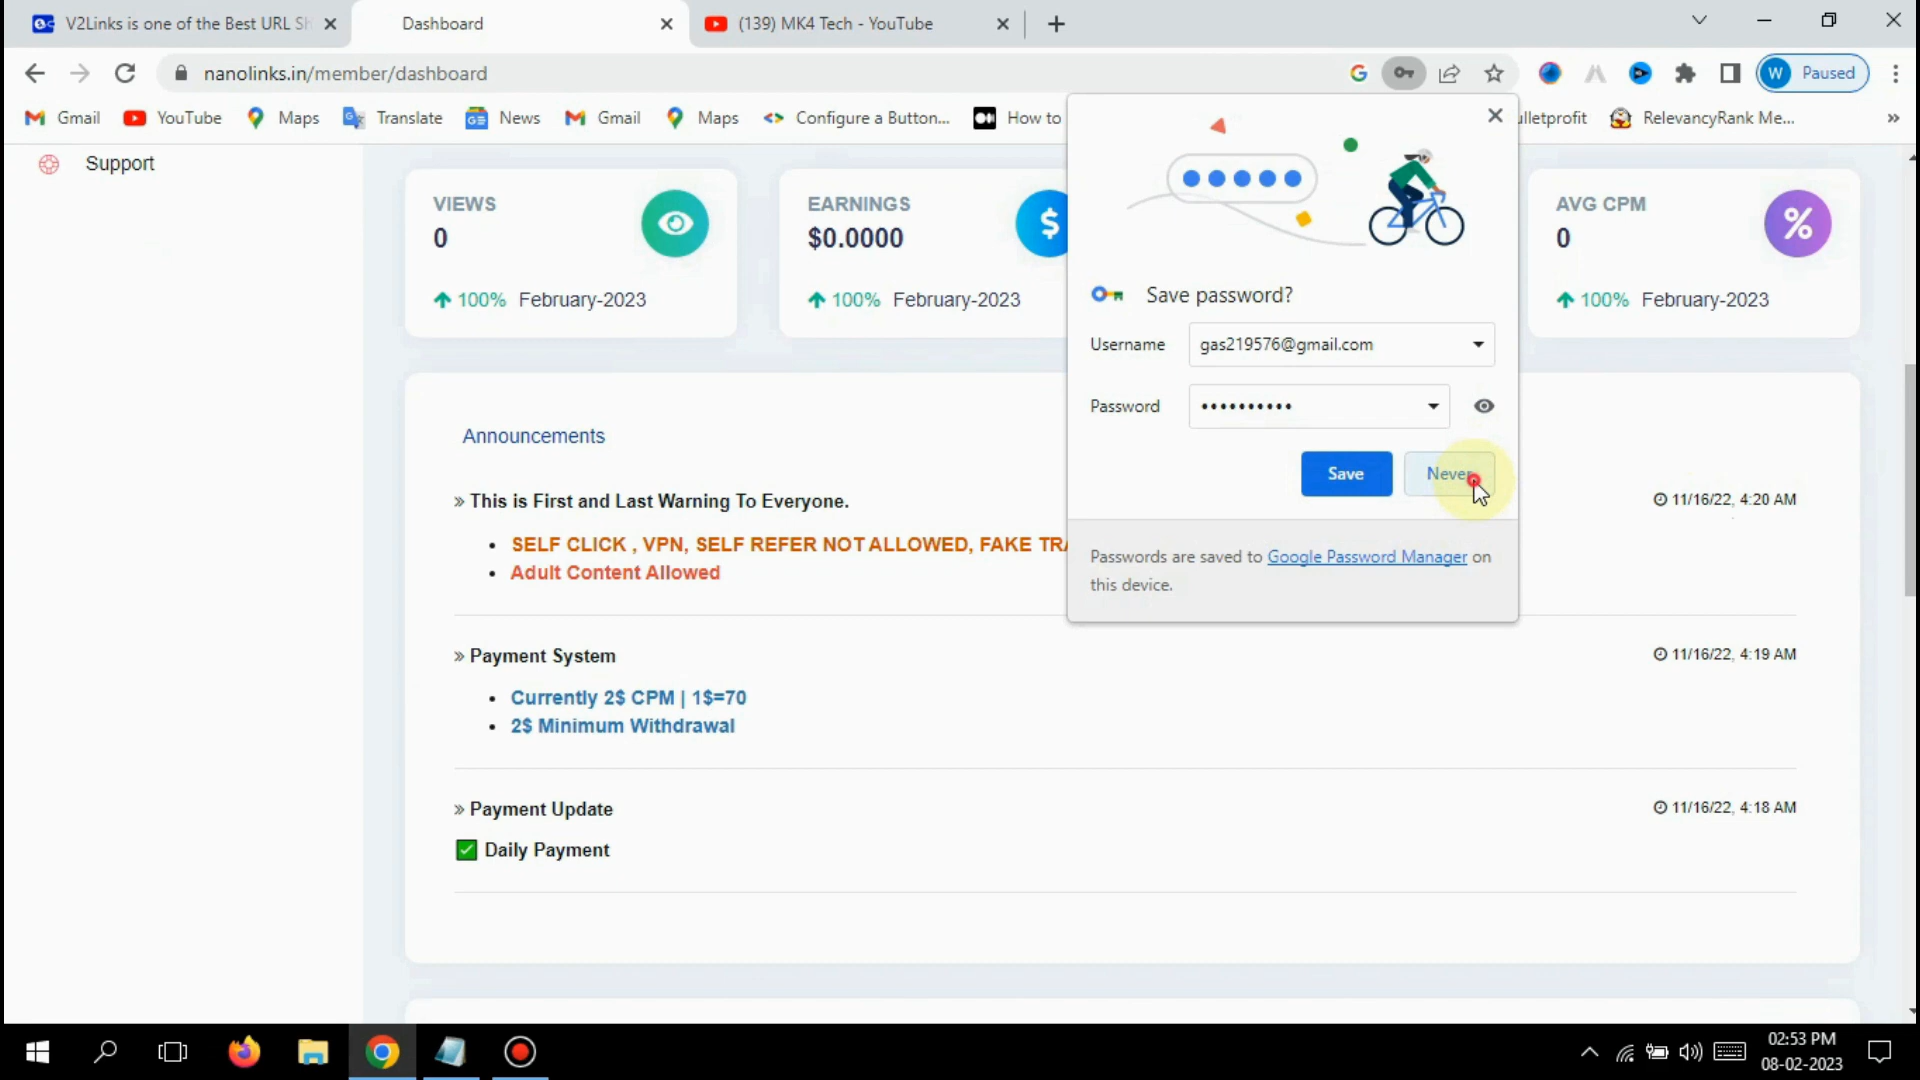 V2Links is one of the Best URL Sh
Dashboard
(139) MK4 Tech - YouTube
nanolinks.in/member/dashboard
W
Paused
Gmail
YouTube
Maps
Translate
News
Gmail
Maps
Configure a Button...
How to
ulletprofit
RelevancyRank Me...
»
Support
VIEWS
0
100% February-2023
EARNINGS
$0.0000
100% February-2023
AVG CPM
0
100% February-2023
Save password?
Username gas219576@gmail.com
Password ••••••••••
Save
Never
Passwords are saved to Google Password Manager on
this device.
Announcements
» This is First and Last Warning To Everyone.
11/16/22, 4:20 AM
• SELF CLICK , VPN, SELF REFER NOT ALLOWED, FAKE TRA
• Adult Content Allowed
» Payment System
11/16/22, 4:19 AM
• Currently 2$ CPM | 1$=70
• 2$ Minimum Withdrawal
» Payment Update
11/16/22, 4:18 AM
✅ Daily Payment
02:53 PM
08-02-2023